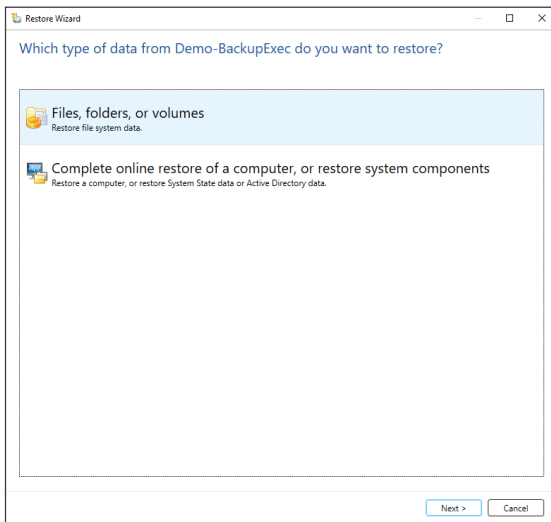 Restore Wizard
Which type of data from Demo-BackupExec do you want to restore?
Files, folders, or volumes
Restore file system data.
Complete online restore of a computer, or restore system components
Restore a computer, or restore System State data or Active Directory data.
Next >
Cancel